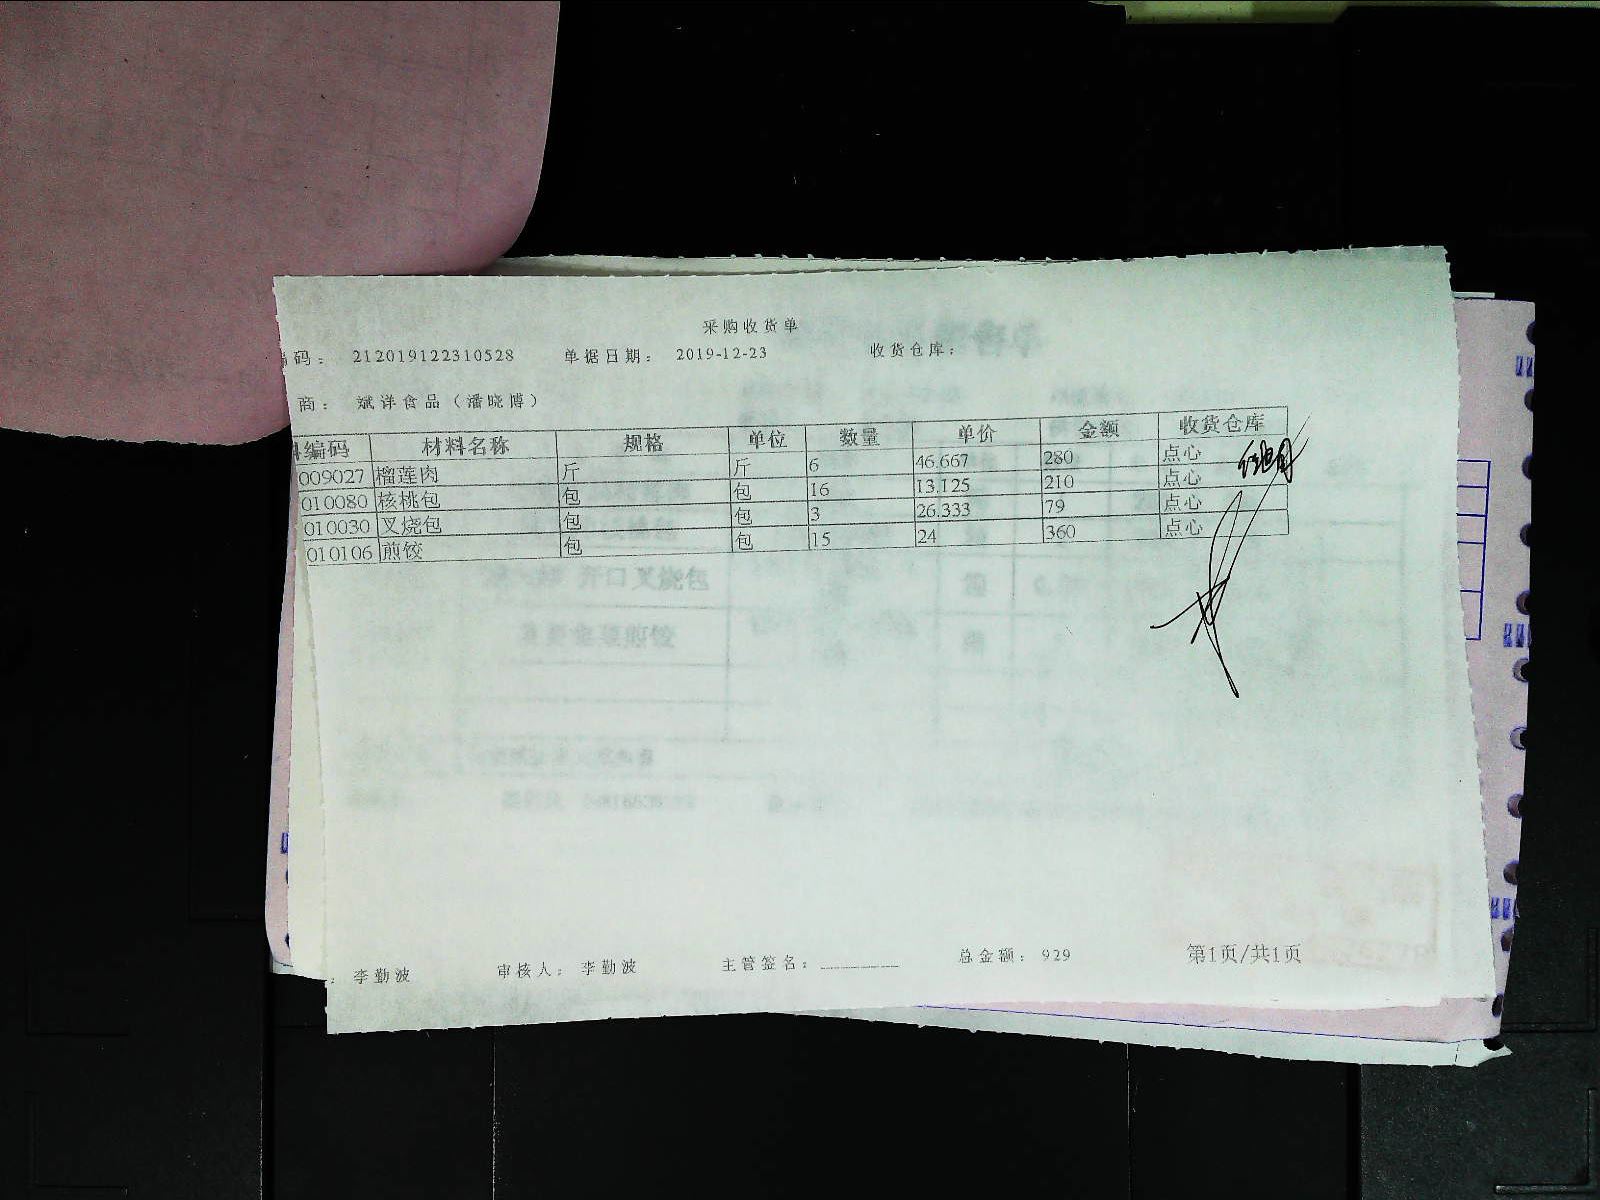 采购收货单
码： 212019122310528 单据日期： 2019-12-23 收货仓库：
商： 斌洋食品（潘晓博）
编码 材料名称 规格 单位 数量 单价 金额 收货仓库
009027 榴莲肉 斤 斤 6 46.667 280 点心
010080 核桃包 包 包 16 13.125 210 点心
010030 叉烧包 包 包 3 26.333 79 点心
010106 煎饺 包 包 15 24 360 点心
开口叉烧包
煎饺
： 李勤波 审核人： 李勤波 主管签名： 总金额： 929 第1页/共1页